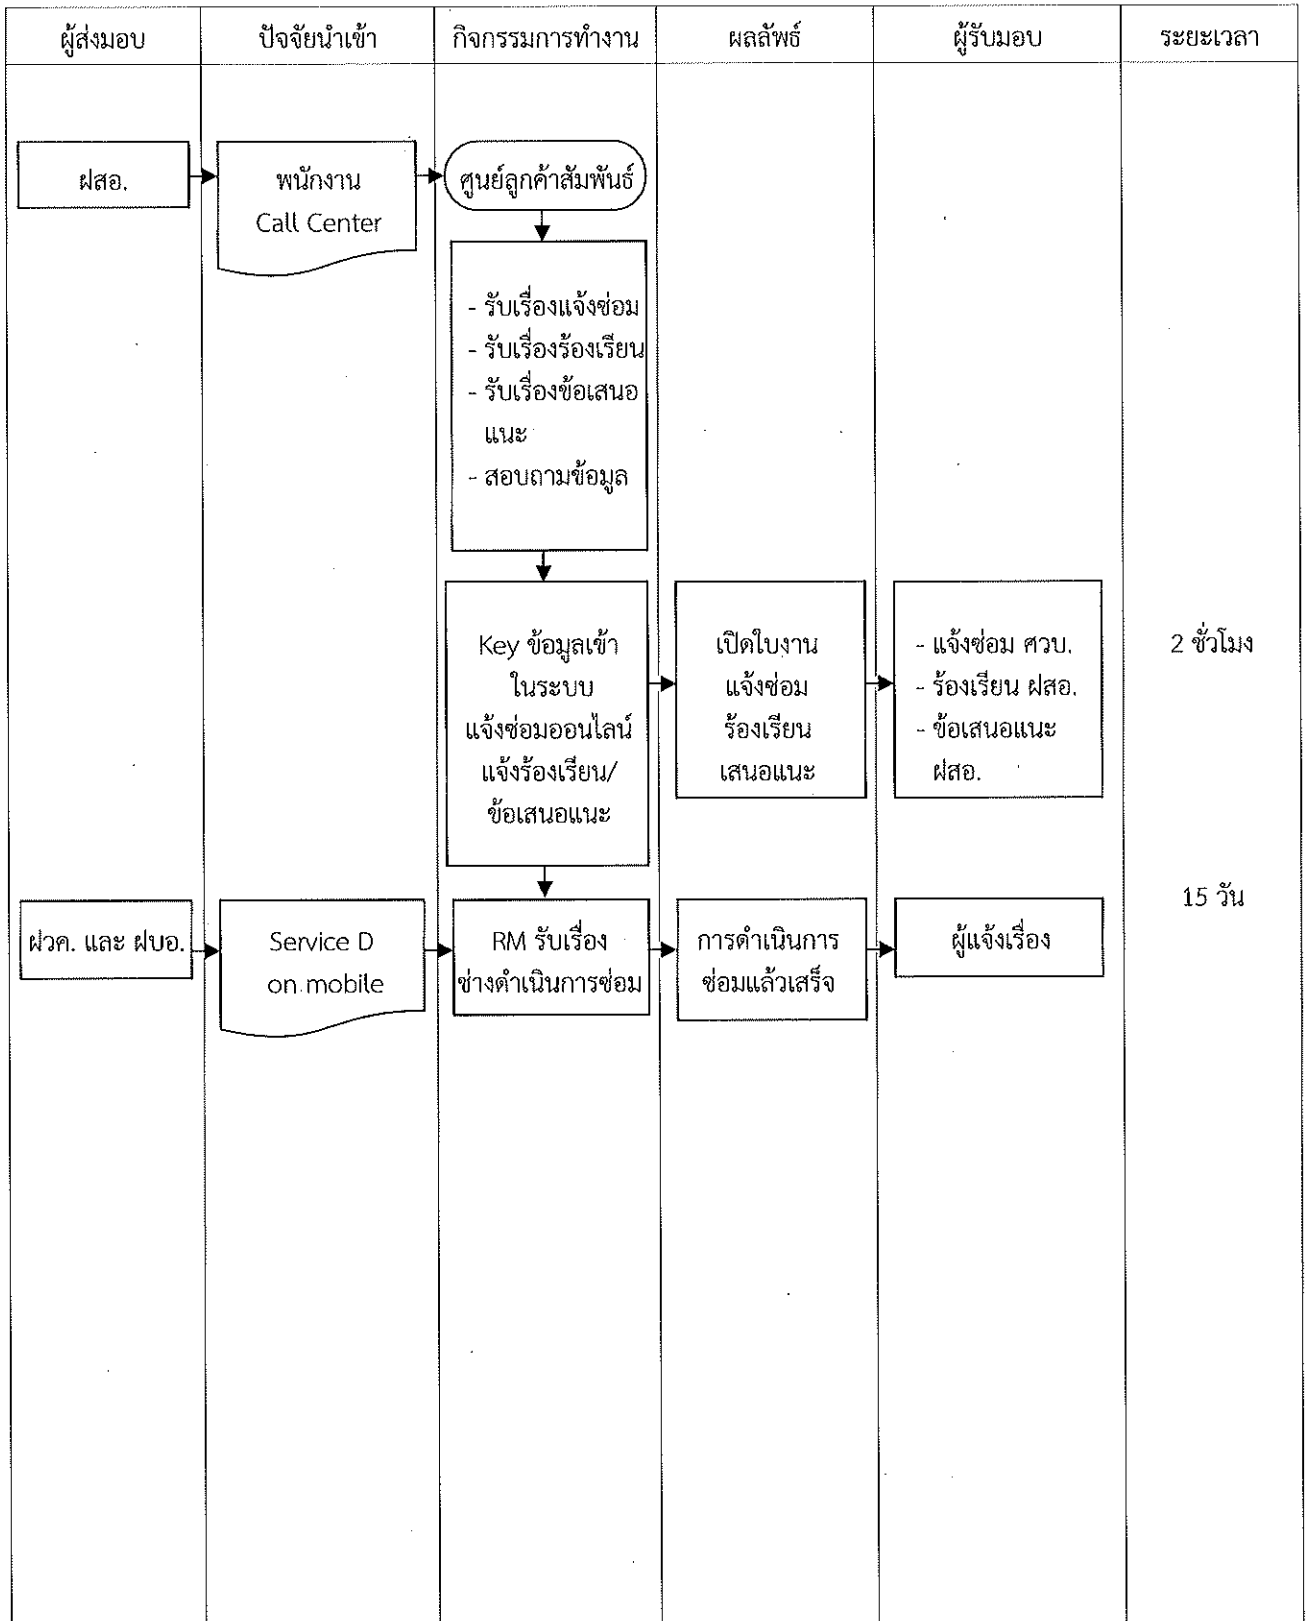 ผู้ส่งมอบ
ปัจจัยนำเข้า
กิจกรรมการทำงาน
ผลลัพธ์
ผู้รับมอบ
ระยะเวลา
ฝสอ.
พนักงาน
Call Center
ศูนย์ลูกค้าสัมพันธ์
- รับเรื่องแจ้งซ่อม
- รับเรื่องร้องเรียน
- รับเรื่องข้อเสนอ
แนะ
- สอบถามข้อมูล
Key ข้อมูลเข้า
ในระบบ
แจ้งซ่อมออนไลน์
แจ้งร้องเรียน/
ข้อเสนอแนะ
เปิดใบงาน
แจ้งซ่อม
ร้องเรียน
เสนอแนะ
- แจ้งซ่อม ศวบ.
- ร้องเรียน ฝสอ.
- ข้อเสนอแนะ
ฝสอ.
2 ชั่วโมง
ฝวค. และ ฝบอ.
Service D
on mobile
RM รับเรื่อง
ช่างดำเนินการซ่อม
การดำเนินการ
ซ่อมแล้วเสร็จ
ผู้แจ้งเรื่อง
15 วัน